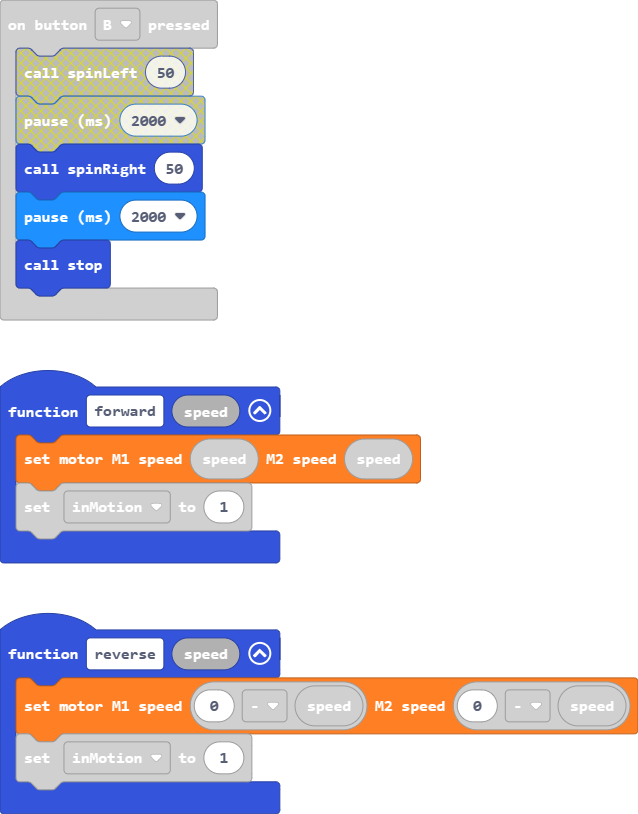 on button B pressed
call spinLeft 50
pause (ms) 2000
call spinRight 50
pause (ms) 2000
call stop
function forward speed
set motor M1 speed speed M2 speed speed
set inMotion to 1
function reverse speed
set motor M1 speed 0 - speed M2 speed 0 - speed
set inMotion to 1